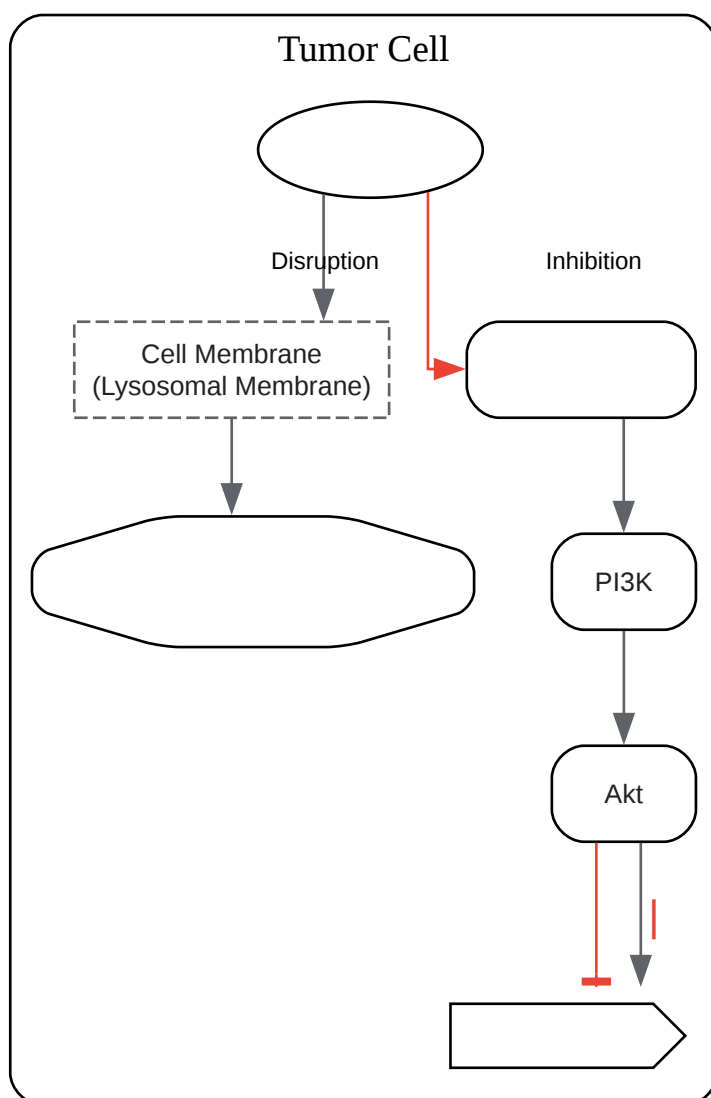 Tumor Cell
Disruption
Inhibition
Cell Membrane
(Lysosomal Membrane)
PI3K
Akt